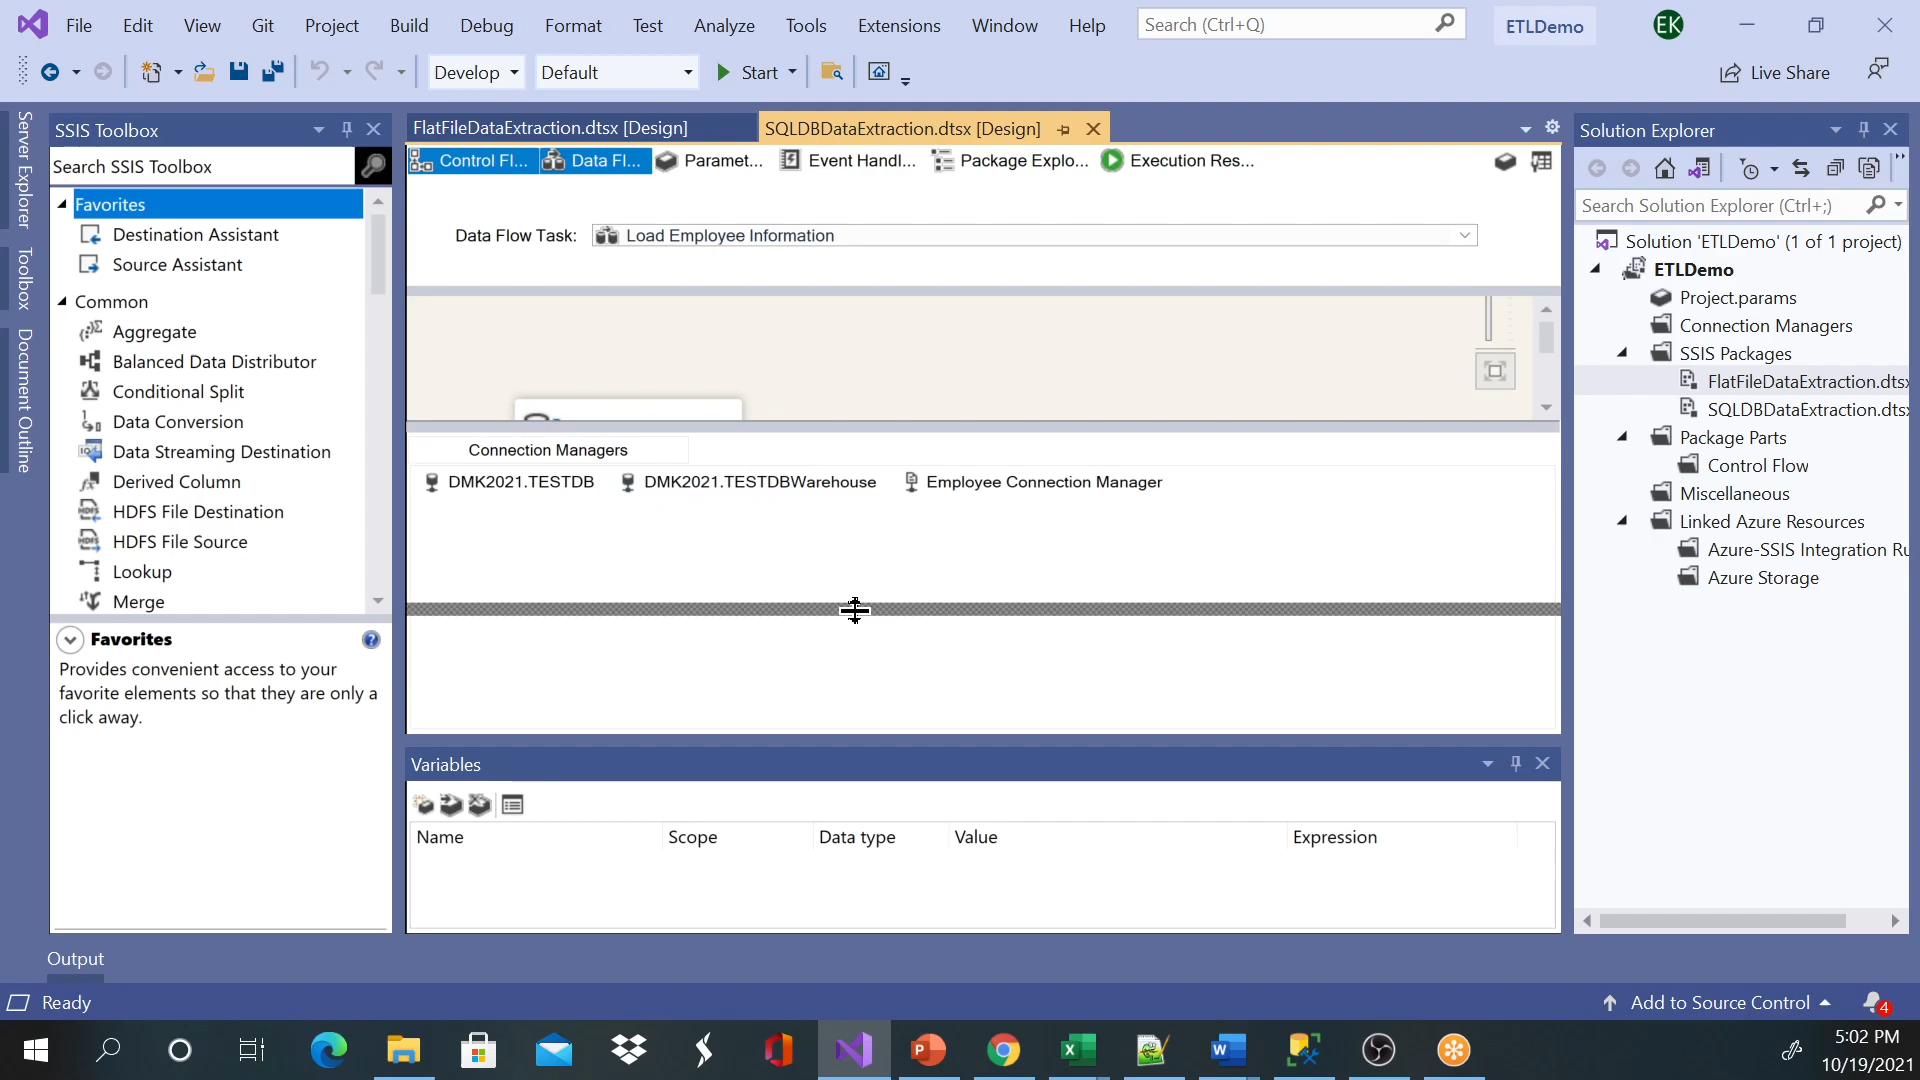 File Edit View Git Project Build Debug Format Test Analyze Tools Extensions Window Help Search (Ctrl+Q) ETLDemo EK
Develop Default Start Live Share
Server Explorer
Toolbox
Document Outline
SSIS Toolbox
Search SSIS Toolbox
Favorites
Destination Assistant
Source Assistant
Common
Aggregate
Balanced Data Distributor
Conditional Split
Data Conversion
Data Streaming Destination
Derived Column
HDFS File Destination
HDFS File Source
Lookup
Merge
Favorites
Provides convenient access to your
favorite elements so that they are only a
click away.
FlatFileDataExtraction.dtsx [Design] SQLDBDataExtraction.dtsx [Design]
Control Fl... Data Fl... Paramet... Event Handl... Package Explo... Execution Res...
Data Flow Task: Load Employee Information
Connection Managers
DMK2021.TESTDB DMK2021.TESTDBWarehouse Employee Connection Manager
Variables
Name Scope Data type Value Expression
Solution Explorer
Search Solution Explorer (Ctrl+;)
Solution 'ETLDemo' (1 of 1 project)
ETLDemo
Project.params
Connection Managers
SSIS Packages
FlatFileDataExtraction.dtsx
SQLDBDataExtraction.dtsx
Package Parts
Control Flow
Miscellaneous
Linked Azure Resources
Azure-SSIS Integration Ru
Azure Storage
Output
Ready Add to Source Control 4
5:02 PM
10/19/2021